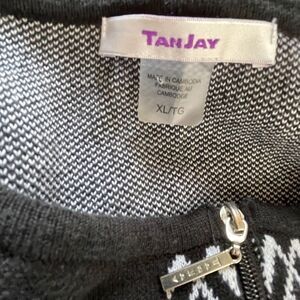 TANJAY
MADE IN CAMBODIA
FABRIQUÉ AU
CAMBODGE
XL/TG